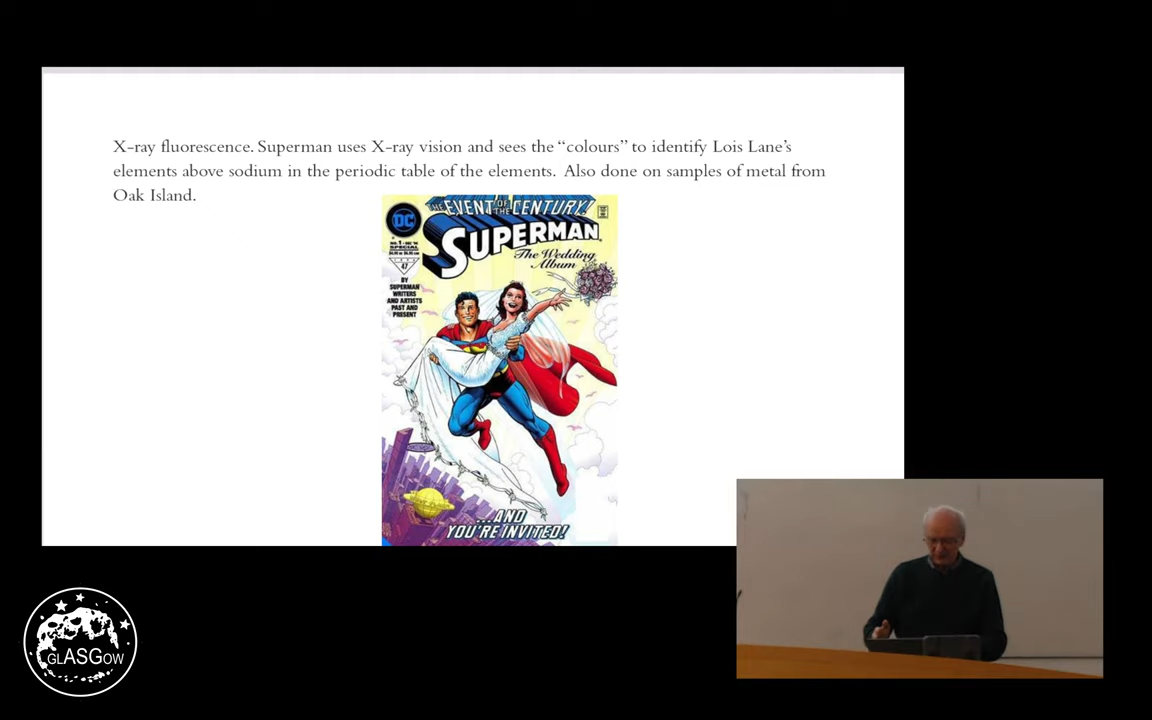 X-ray fluorescence. Superman uses X-ray vision and sees the “colours” to identify Lois Lane’s
elements above sodium in the periodic table of the elements. Also done on samples of metal from
Oak Island.
THE EVENT OF THE CENTURY!
DC
SUPERMAN
The Wedding
Album
SPECIAL
47
BY
SUPERMAN
WRITERS
AND ARTISTS
PAST AND
PRESENT
...AND
YOU'RE INVITED!
GLASGOW